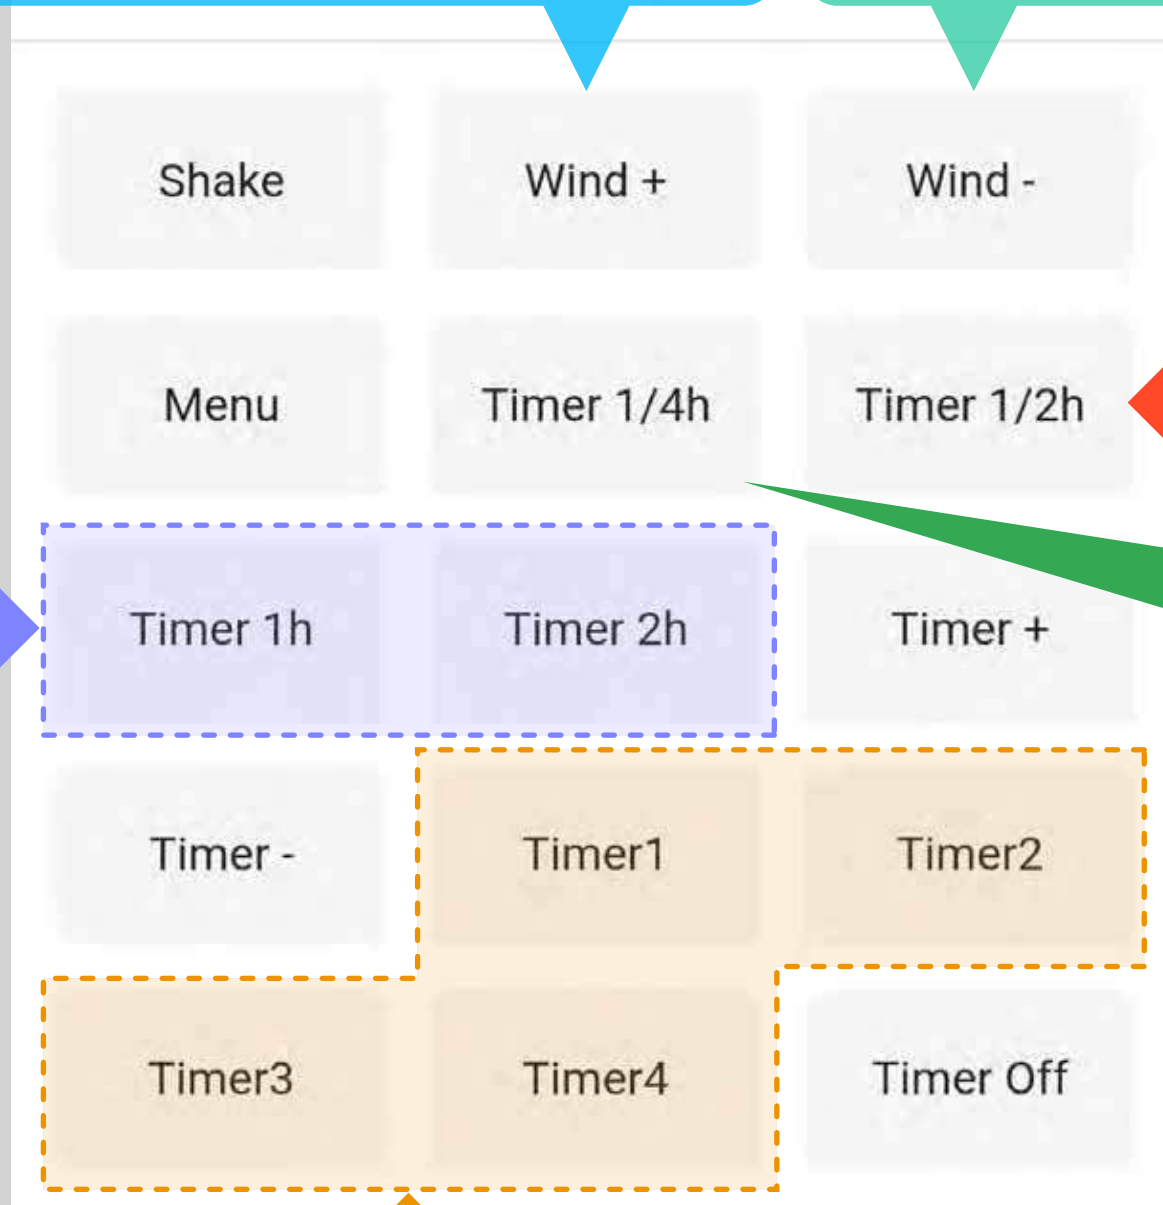 Shake
Wind +
Wind -
Menu
Timer 1/4h
Timer 1/2h
Timer 1h
Timer 2h
Timer +
Timer -
Timer1
Timer2
Timer3
Timer4
Timer Off